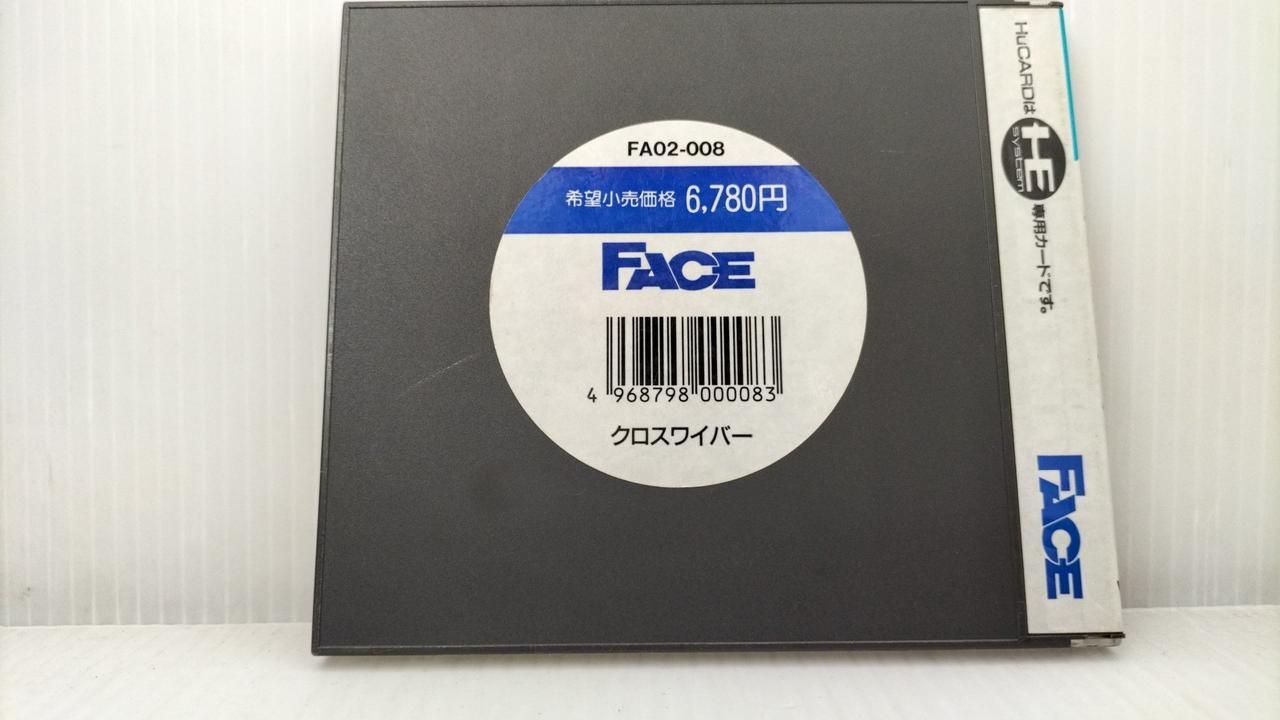 FA02-008
希望小売価格 6,780円
FACE
4 968798 000083
クロスワイバー
HuCARDは HE system 専用カードです。
FACE